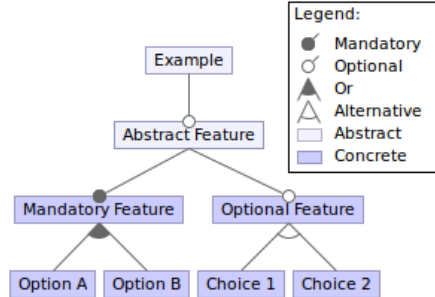 Legend:
Mandatory
Optional
Or
Alternative
Abstract
Concrete
Example
Abstract Feature
Mandatory Feature
Optional Feature
Option A
Option B
Choice 1
Choice 2